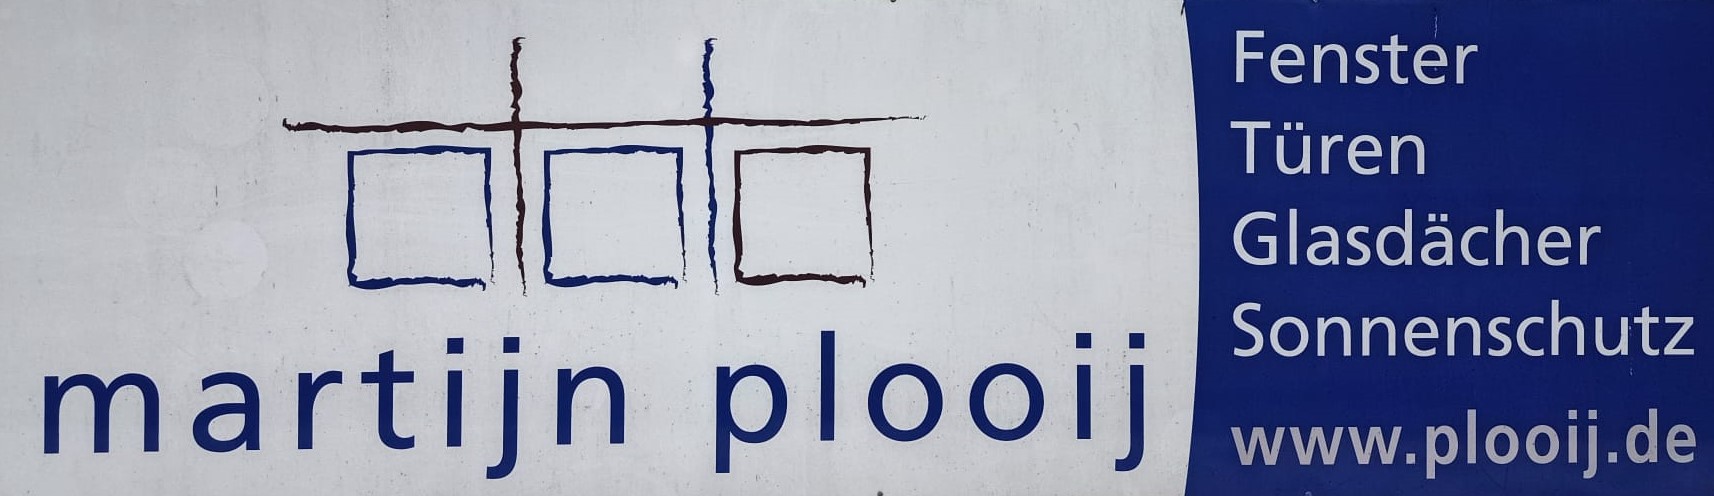 martijn plooij
Fenster
Türen
Glasdächer
Sonnenschutz
www.plooij.de